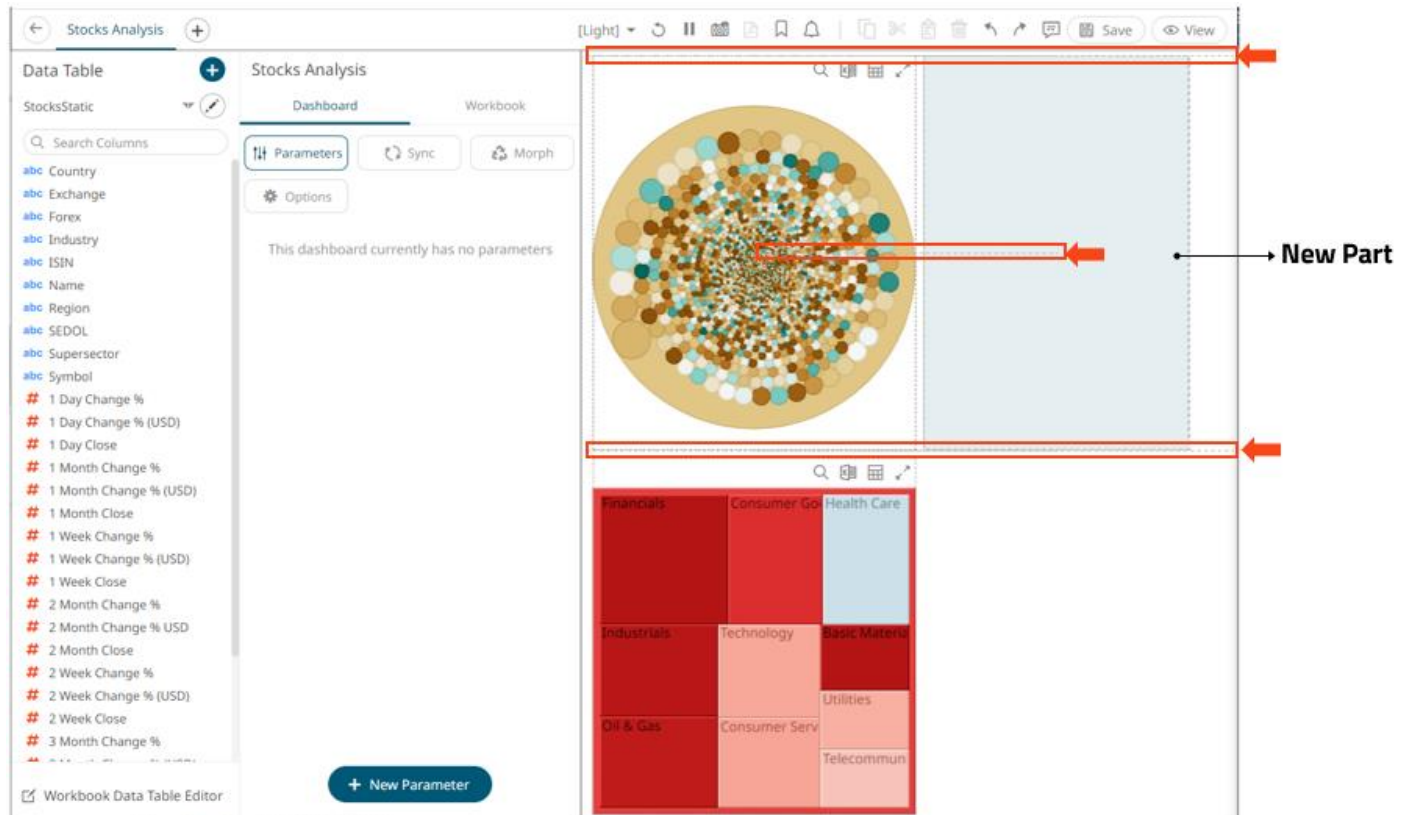 Stocks Analysis
[Light]
Save
View
Data Table
StocksStatic
Search Columns
abc Country
abc Exchange
abc Forex
abc Industry
abc ISIN
abc Name
abc Region
abc SEDOL
abc Supersector
abc Symbol
# 1 Day Change %
# 1 Day Change % (USD)
# 1 Day Close
# 1 Month Change %
# 1 Month Change % (USD)
# 1 Month Close
# 1 Week Change %
# 1 Week Change % (USD)
# 1 Week Close
# 2 Month Change %
# 2 Month Change % USD
# 2 Month Close
# 2 Week Change %
# 2 Week Change % (USD)
# 2 Week Close
# 3 Month Change %
Workbook Data Table Editor
Stocks Analysis
Dashboard
Workbook
Parameters
Sync
Morph
Options
This dashboard currently has no parameters
+ New Parameter
New Part
Financials
Consumer Go
Health Care
Industrials
Technology
Basic Materia
Utilities
Oil & Gas
Consumer Serv
Telecommun